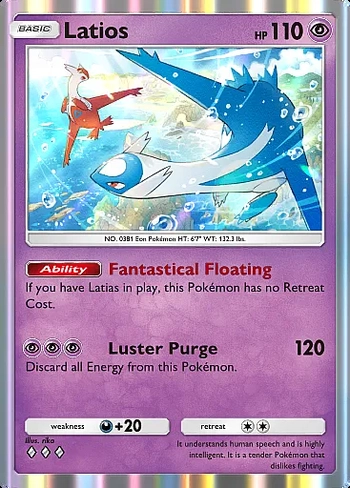 BASIC Latios HP 110
NO. 0381 Eon Pokémon HT: 6'7" WT: 132.3 lbs.
Ability Fantastical Floating
If you have Latias in play, this Pokémon has no Retreat
Cost.
Luster Purge 120
Discard all Energy from this Pokémon.
weakness +20 retreat
Illus. riko
It understands human speech and is highly
intelligent. It is a tender Pokémon that
dislikes fighting.